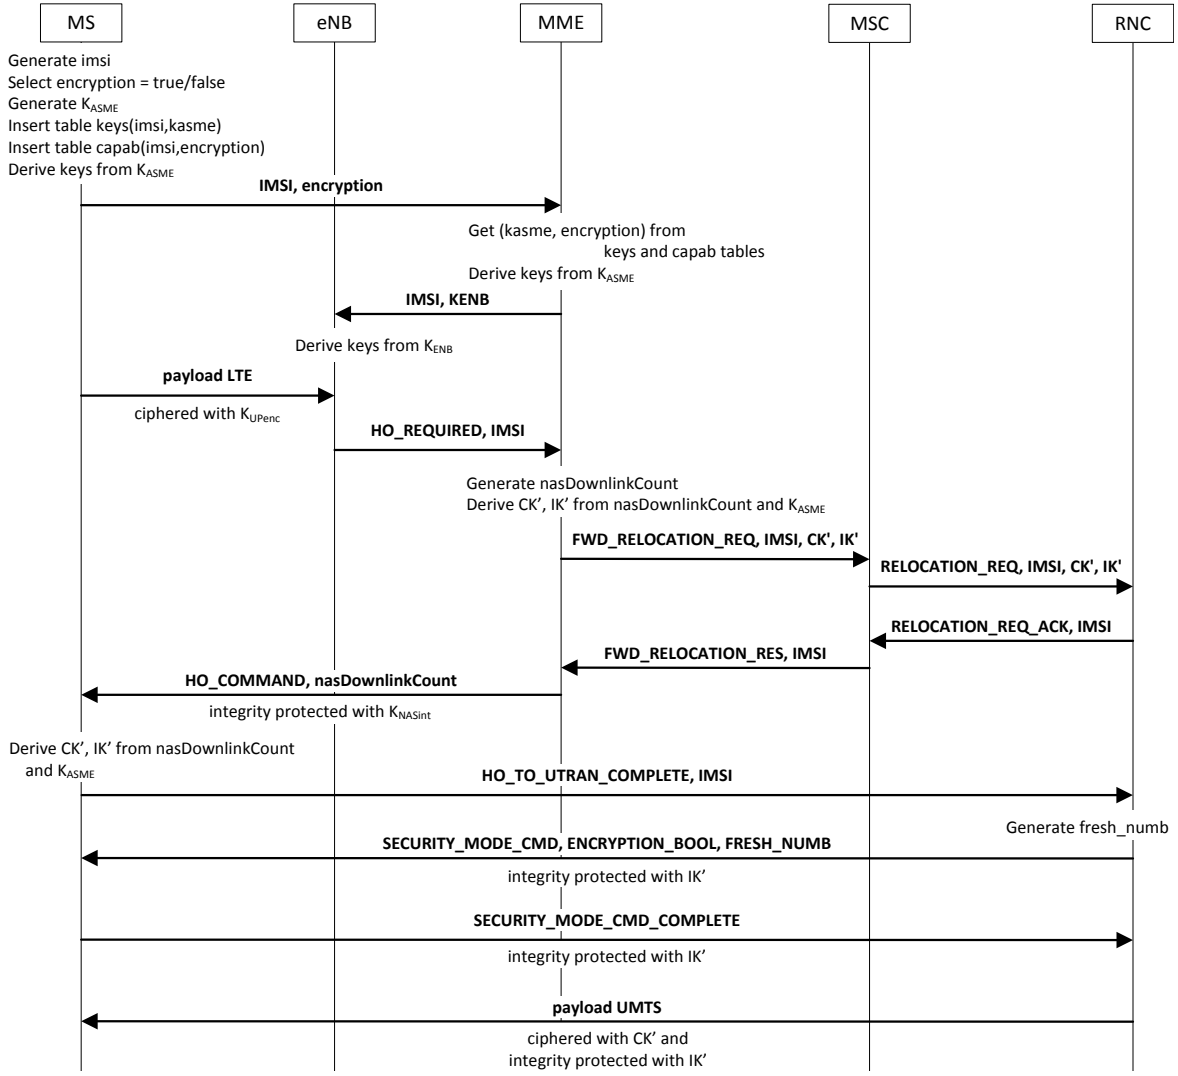 MS
eNB
MME
MSC
RNC
Generate imsi
Select encryption = true/false
Generate KASME
Insert table keys(imsi,kasme)
Insert table capab(imsi,encryption)
Derive keys from KASME
IMSI, encryption
Get (kasme, encryption) from
keys and capab tables
Derive keys from KASME
IMSI, KENB
Derive keys from KENB
payload LTE
ciphered with KUPenc
HO_REQUIRED, IMSI
Generate nasDownlinkCount
Derive CK’, IK’ from nasDownlinkCount and KASME
FWD_RELOCATION_REQ, IMSI, CK', IK'
RELOCATION_REQ, IMSI, CK', IK'
RELOCATION_REQ_ACK, IMSI
FWD_RELOCATION_RES, IMSI
HO_COMMAND, nasDownlinkCount
integrity protected with KNASint
Derive CK’, IK’ from nasDownlinkCount
and KASME
HO_TO_UTRAN_COMPLETE, IMSI
Generate fresh_numb
SECURITY_MODE_CMD, ENCRYPTION_BOOL, FRESH_NUMB
integrity protected with IK’
SECURITY_MODE_CMD_COMPLETE
integrity protected with IK’
payload UMTS
ciphered with CK’ and
integrity protected with IK’